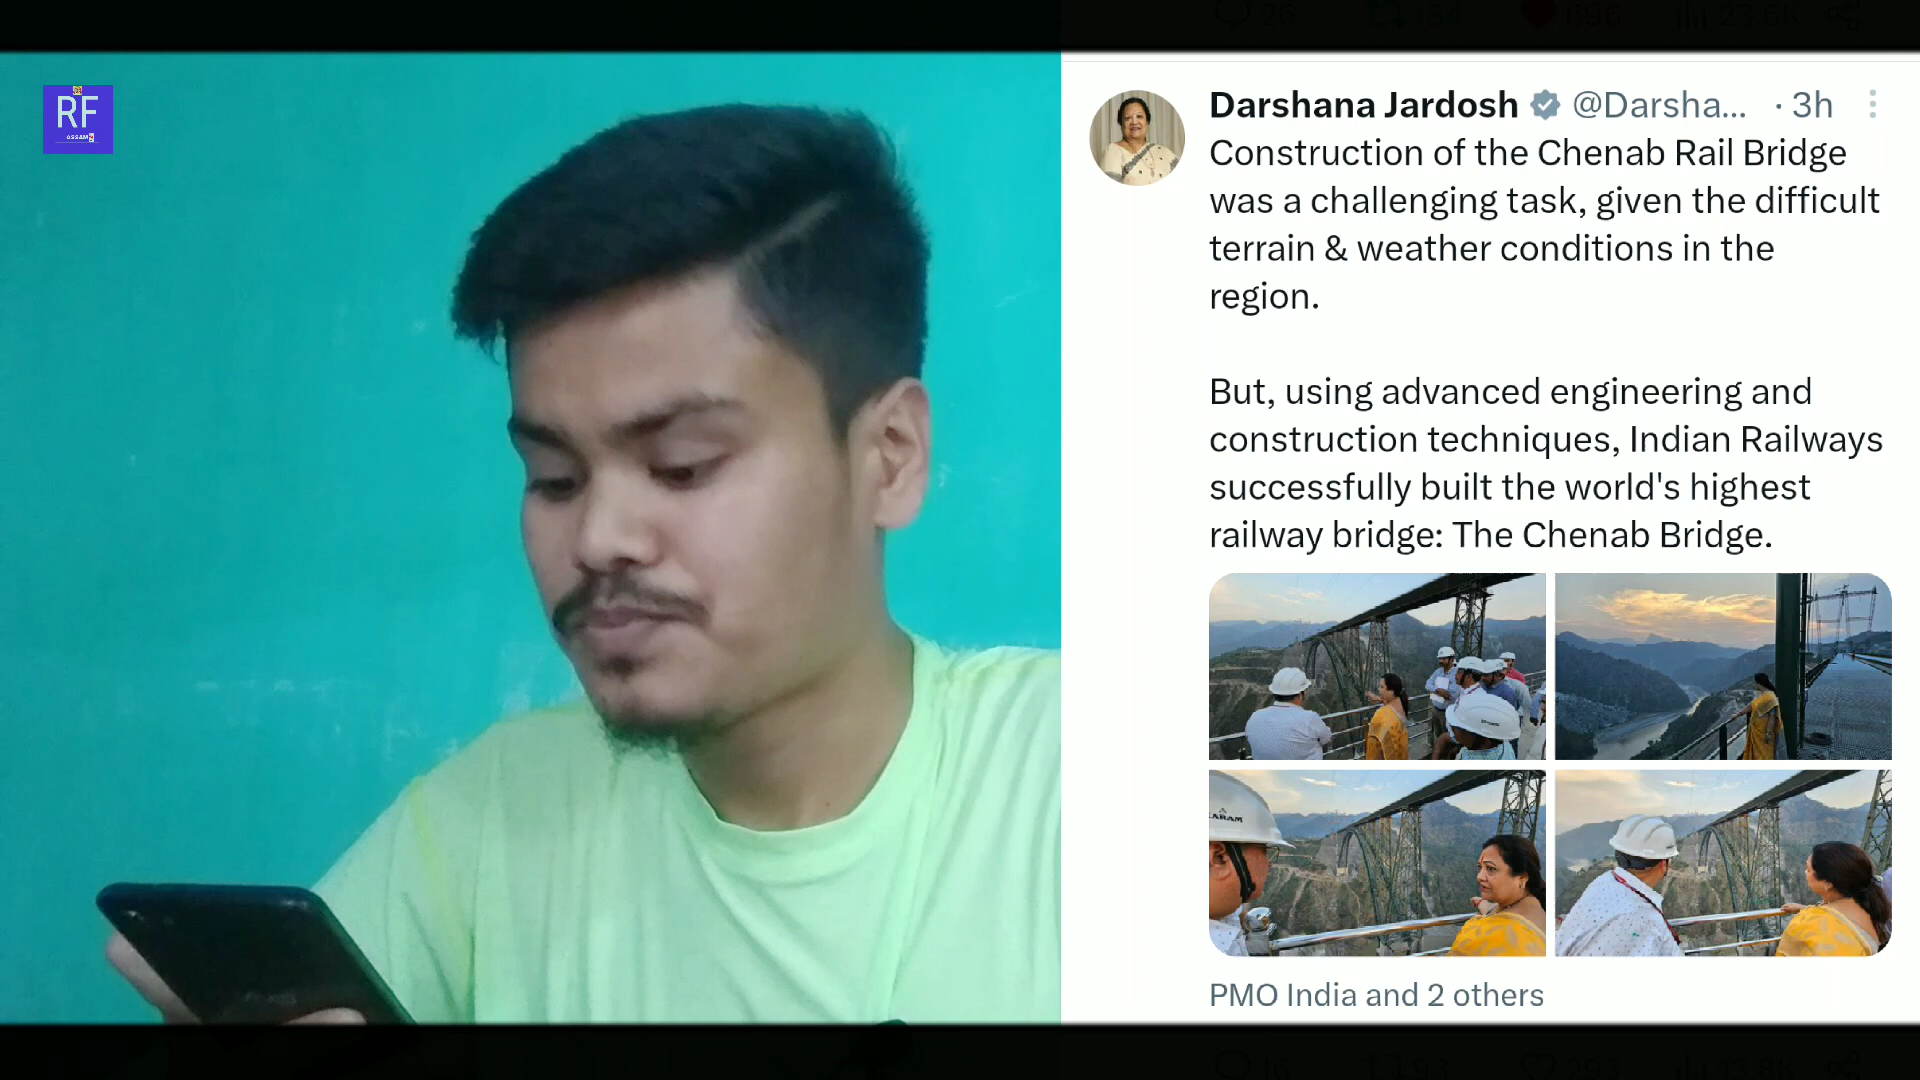 RF
ASSAM
Darshana Jardosh @Darsha... · 3h
Construction of the Chenab Rail Bridge
was a challenging task, given the difficult
terrain & weather conditions in the
region.
But, using advanced engineering and
construction techniques, Indian Railways
successfully built the world's highest
railway bridge: The Chenab Bridge.
KARAM
PMO India and 2 others